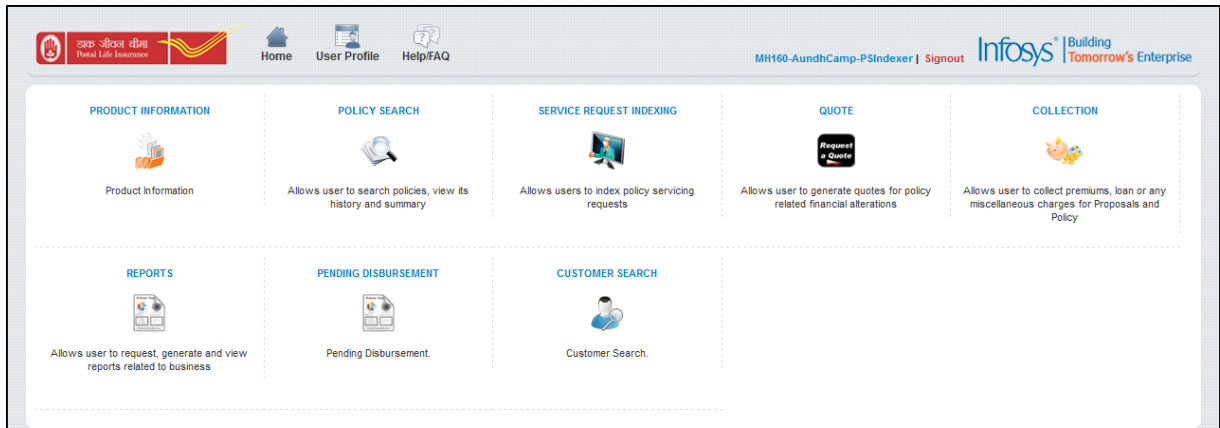 डाक जीवन बीमा
Postal Life Insurance
Home
User Profile
Help/FAQ
MH160-AundhCamp-PSIndexer | Signout
Infosys® | Building
Tomorrow's Enterprise
PRODUCT INFORMATION
Product Information
POLICY SEARCH
Allows user to search policies, view its
history and summary
SERVICE REQUEST INDEXING
Allows users to index policy servicing
requests
QUOTE
Request
a Quote
Allows user to generate quotes for policy
related financial alterations
COLLECTION
Allows user to collect premiums, loan or any
miscellaneous charges for Proposals and
Policy
REPORTS
Allows user to request, generate and view
reports related to business
PENDING DISBURSEMENT
Pending Disbursement.
CUSTOMER SEARCH
Customer Search.